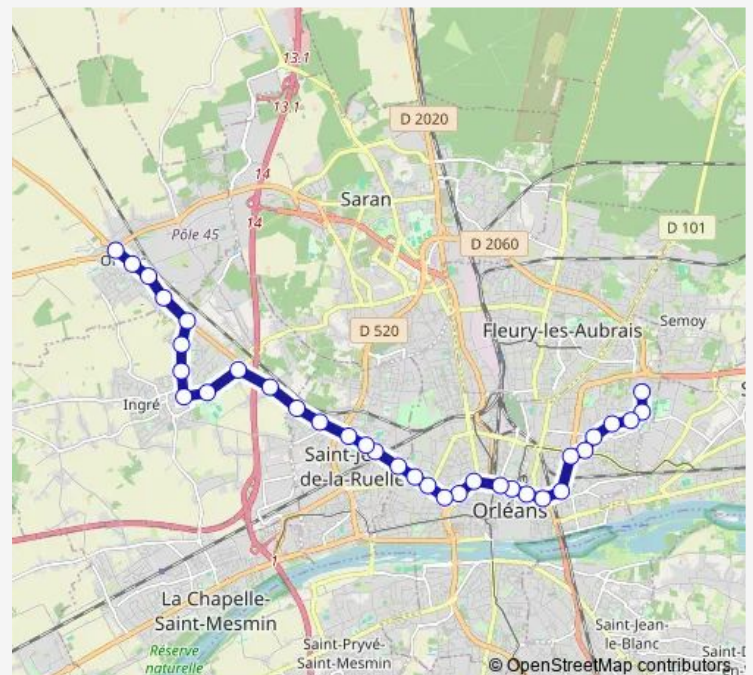 13.1
13.1
D 2020
14
14
Saran
Pôle 45
D 2060
D 101
D 520
Fleury-les-Aubrais
Semoy
Ingré
de-la-Ruelle
Orléans
1
La Chapelle-
Saint-Mesmin
Réserve
naturelle
Saint-Pryvé-
Saint-Mesmin
Saint-Jean-
le-Blanc
© OpenStreetMap contributors